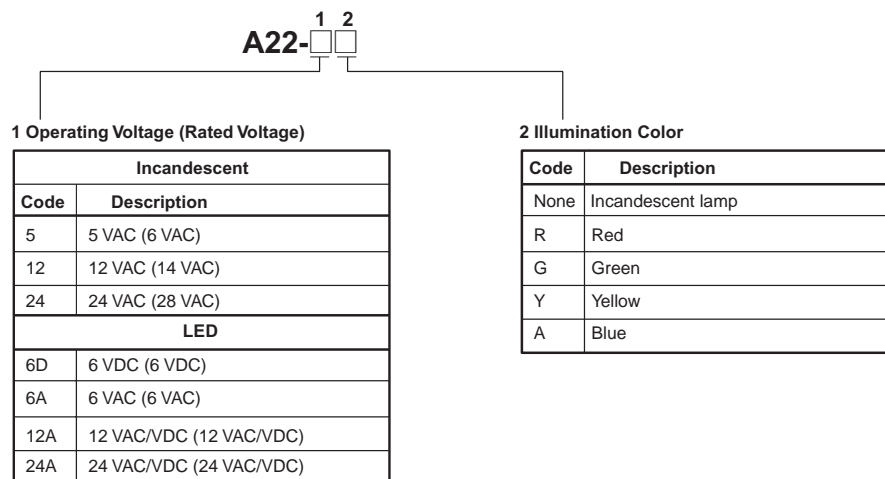 1 2
A22-□□
1 Operating Voltage (Rated Voltage)
Incandescent
Code Description
5 5 VAC (6 VAC)
12 12 VAC (14 VAC)
24 24 VAC (28 VAC)
LED
6D 6 VDC (6 VDC)
6A 6 VAC (6 VAC)
12A 12 VAC/VDC (12 VAC/VDC)
24A 24 VAC/VDC (24 VAC/VDC)
2 Illumination Color
Code Description
None Incandescent lamp
R Red
G Green
Y Yellow
A Blue